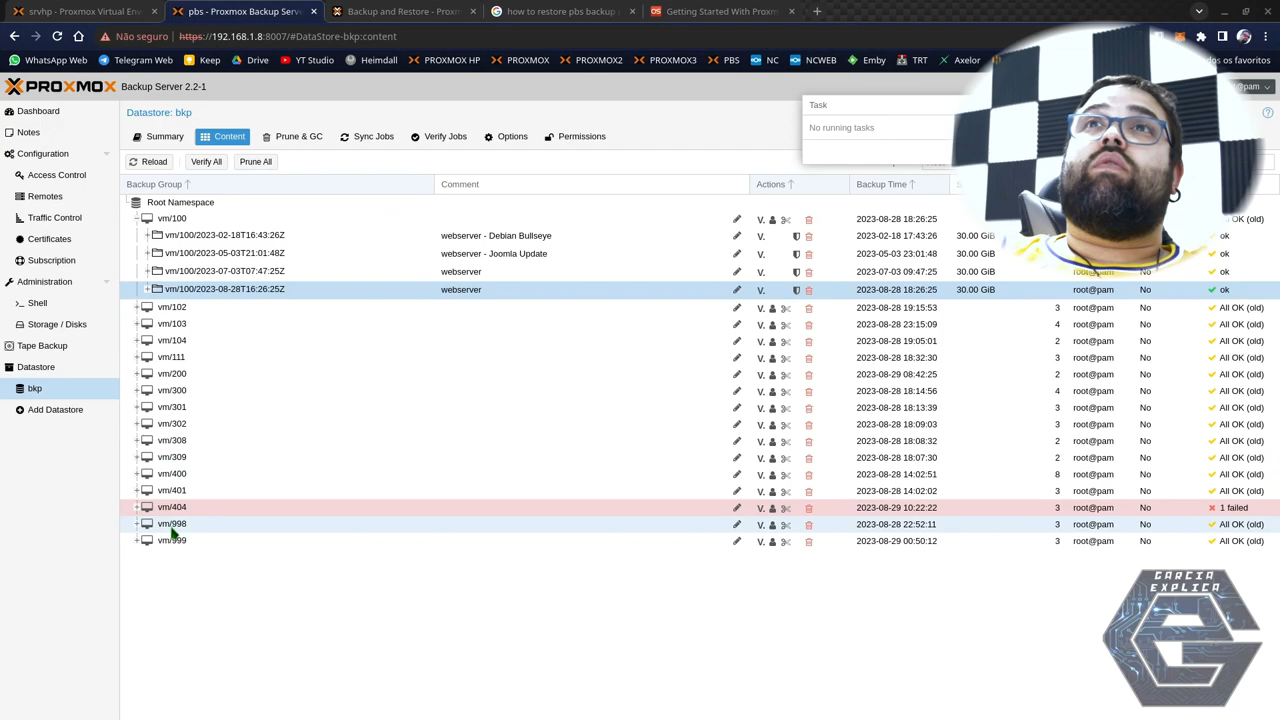 srvhp - Proxmox Virtual Env
pbs - Proxmox Backup Serve
Backup and Restore - Proxm
how to restore pbs backup
Getting Started With Proxm
Não seguro https://192.168.1.8:8007/#DataStore-bkp:content
WhatsApp Web Telegram Web Keep Drive YT Studio Heimdall PROXMOX HP PROXMOX PROXMOX2 PROXMOX3 PBS NC NCWEB Emby TRT Axelor os favoritos
PROXMOX Backup Server 2.2-1
Dashboard
Notes
Configuration
Access Control
Remotes
Traffic Control
Certificates
Subscription
Administration
Shell
Storage / Disks
Tape Backup
Datastore
bkp
Add Datastore
Datastore: bkp
Summary Content Prune & GC Sync Jobs Verify Jobs Options Permissions
Task
No running tasks
Reload Verify All Prune All
Backup Group Comment Actions Backup Time
Root Namespace
vm/100 V. 2023-08-28 18:26:25 All OK (old)
vm/100/2023-02-18T16:43:26Z webserver - Debian Bullseye V. 2023-02-18 17:43:26 30.00 GiB ok
vm/100/2023-05-03T21:01:48Z webserver - Joomla Update V. 2023-05-03 23:01:48 30.00 GiB ok
vm/100/2023-07-03T07:47:25Z webserver V. 2023-07-03 09:47:25 30.00 GiB root@pam No ok
vm/100/2023-08-28T16:26:25Z webserver V. 2023-08-28 18:26:25 30.00 GiB root@pam No ok
vm/102 V. 2023-08-28 19:15:53 3 root@pam No All OK (old)
vm/103 V. 2023-08-28 23:15:09 4 root@pam No All OK (old)
vm/104 V. 2023-08-28 19:05:01 2 root@pam No All OK (old)
vm/111 V. 2023-08-28 18:32:30 3 root@pam No All OK (old)
vm/200 V. 2023-08-29 08:42:25 2 root@pam No All OK (old)
vm/300 V. 2023-08-28 18:14:56 4 root@pam No All OK (old)
vm/301 V. 2023-08-28 18:13:39 3 root@pam No All OK (old)
vm/302 V. 2023-08-28 18:09:03 3 root@pam No All OK (old)
vm/308 V. 2023-08-28 18:08:32 2 root@pam No All OK (old)
vm/309 V. 2023-08-28 18:07:30 2 root@pam No All OK (old)
vm/400 V. 2023-08-28 14:02:51 8 root@pam No All OK (old)
vm/401 V. 2023-08-28 14:02:02 3 root@pam No All OK (old)
vm/404 V. 2023-08-29 10:22:22 3 root@pam No 1 failed
vm/998 V. 2023-08-28 22:52:11 3 root@pam No All OK (old)
vm/999 V. 2023-08-29 00:50:12 3 root@pam No All OK (old)
GARCIA
EXPLICA